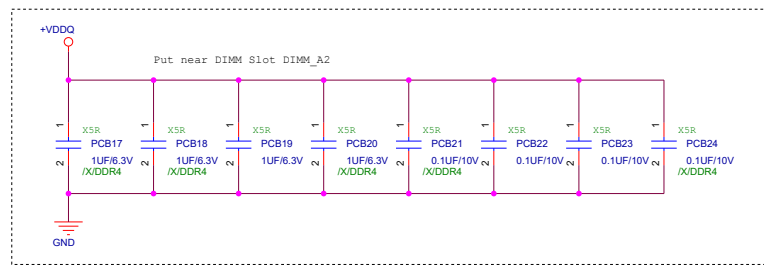 +VDDQ
Put near DIMM Slot DIMM_A2
1 X5R 1 X5R 1 X5R 1 X5R 1 X5R 1 X5R 1 X5R 1 X5R
PCB17 PCB18 PCB19 PCB20 PCB21 PCB22 PCB23 PCB24
2 1UF/6.3V 2 1UF/6.3V 2 1UF/6.3V 2 1UF/6.3V 2 0.1UF/10V 2 0.1UF/10V 2 0.1UF/10V 2 0.1UF/10V
/X/DDR4 /X/DDR4 /X/DDR4 /X/DDR4 /X/DDR4
GND